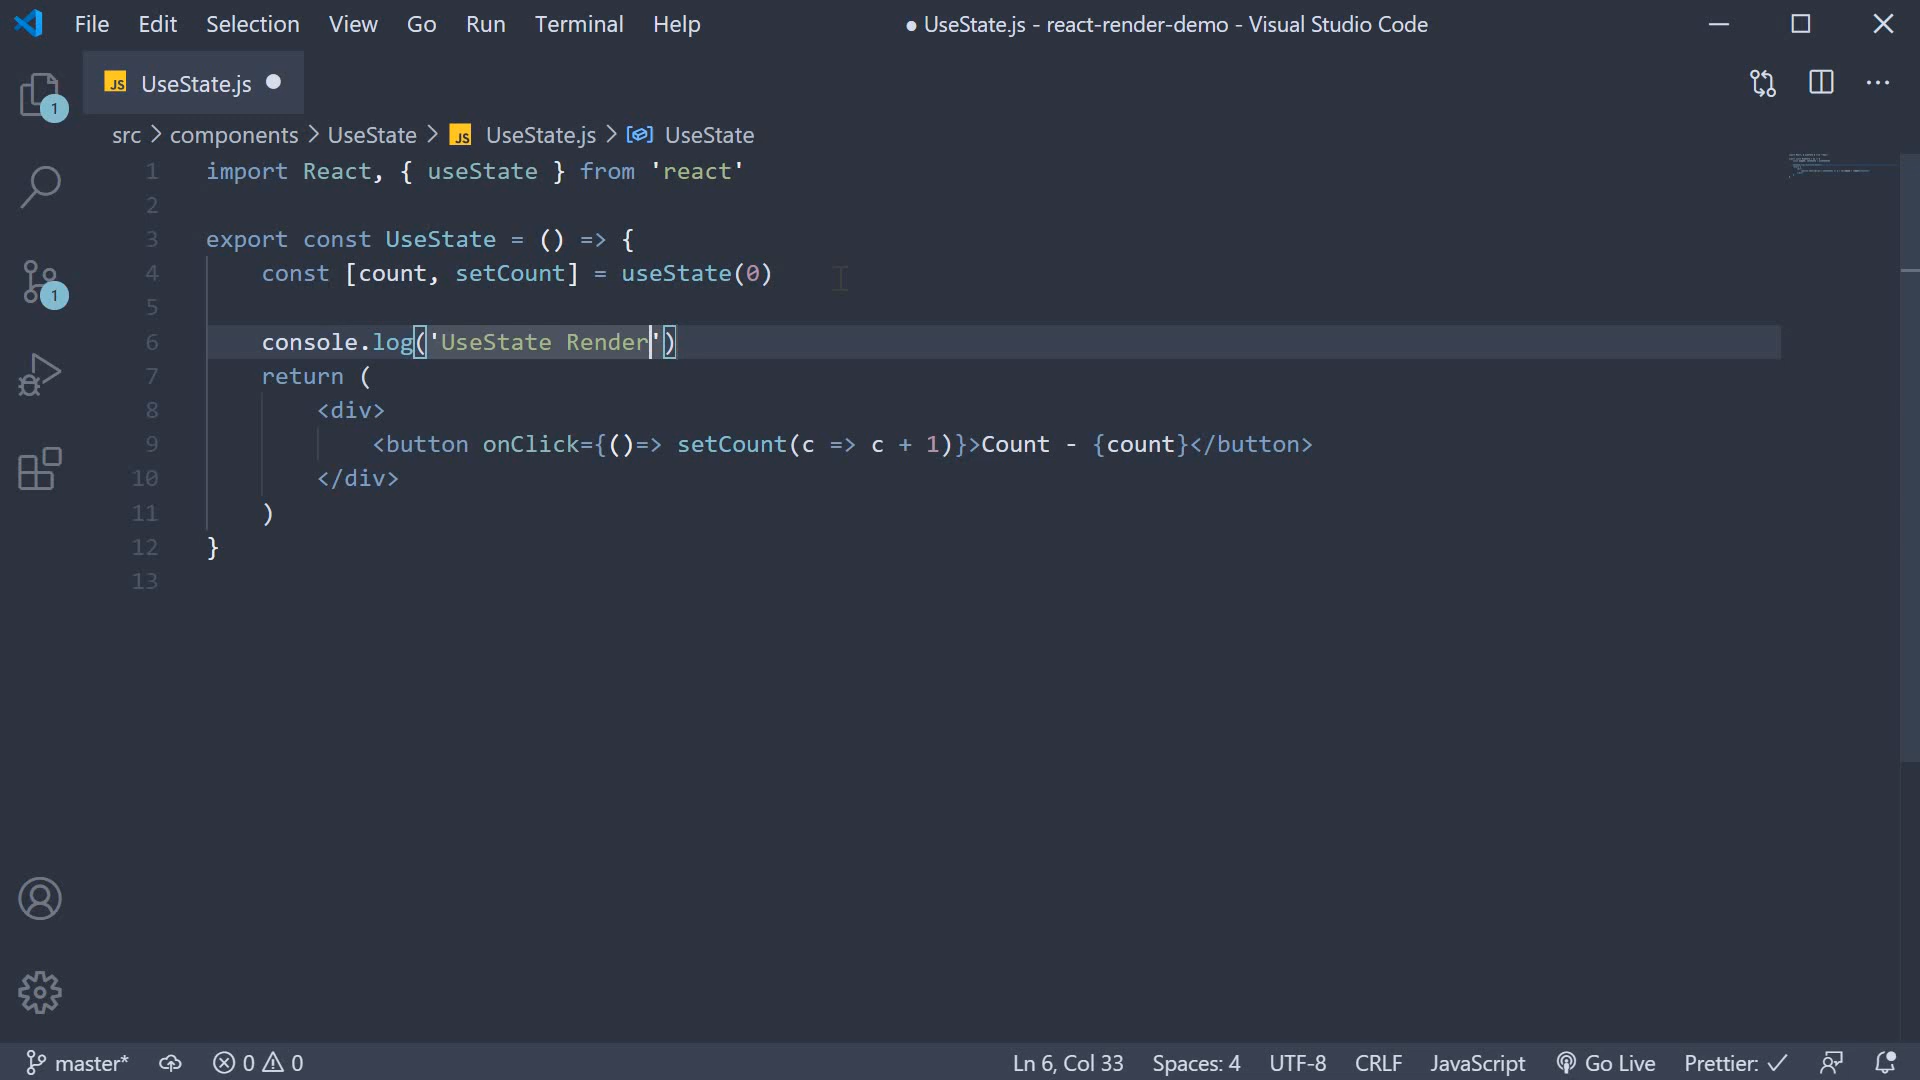 File Edit Selection View Go Run Terminal Help ● UseState.js - react-render-demo - Visual Studio Code
JS UseState.js ●
1
src > components > UseState > JS UseState.js > UseState
1 import React, { useState } from 'react'
2
3 export const UseState = () => {
4 const [count, setCount] = useState(0)
5
1
6 console.log('UseState Render')
7 return (
8 <div>
9 <button onClick={()=> setCount(c => c + 1)}>Count - {count}</button>
10 </div>
11 )
12 }
13
master* 0 0 Ln 6, Col 33 Spaces: 4 UTF-8 CRLF JavaScript Go Live Prettier: ✓